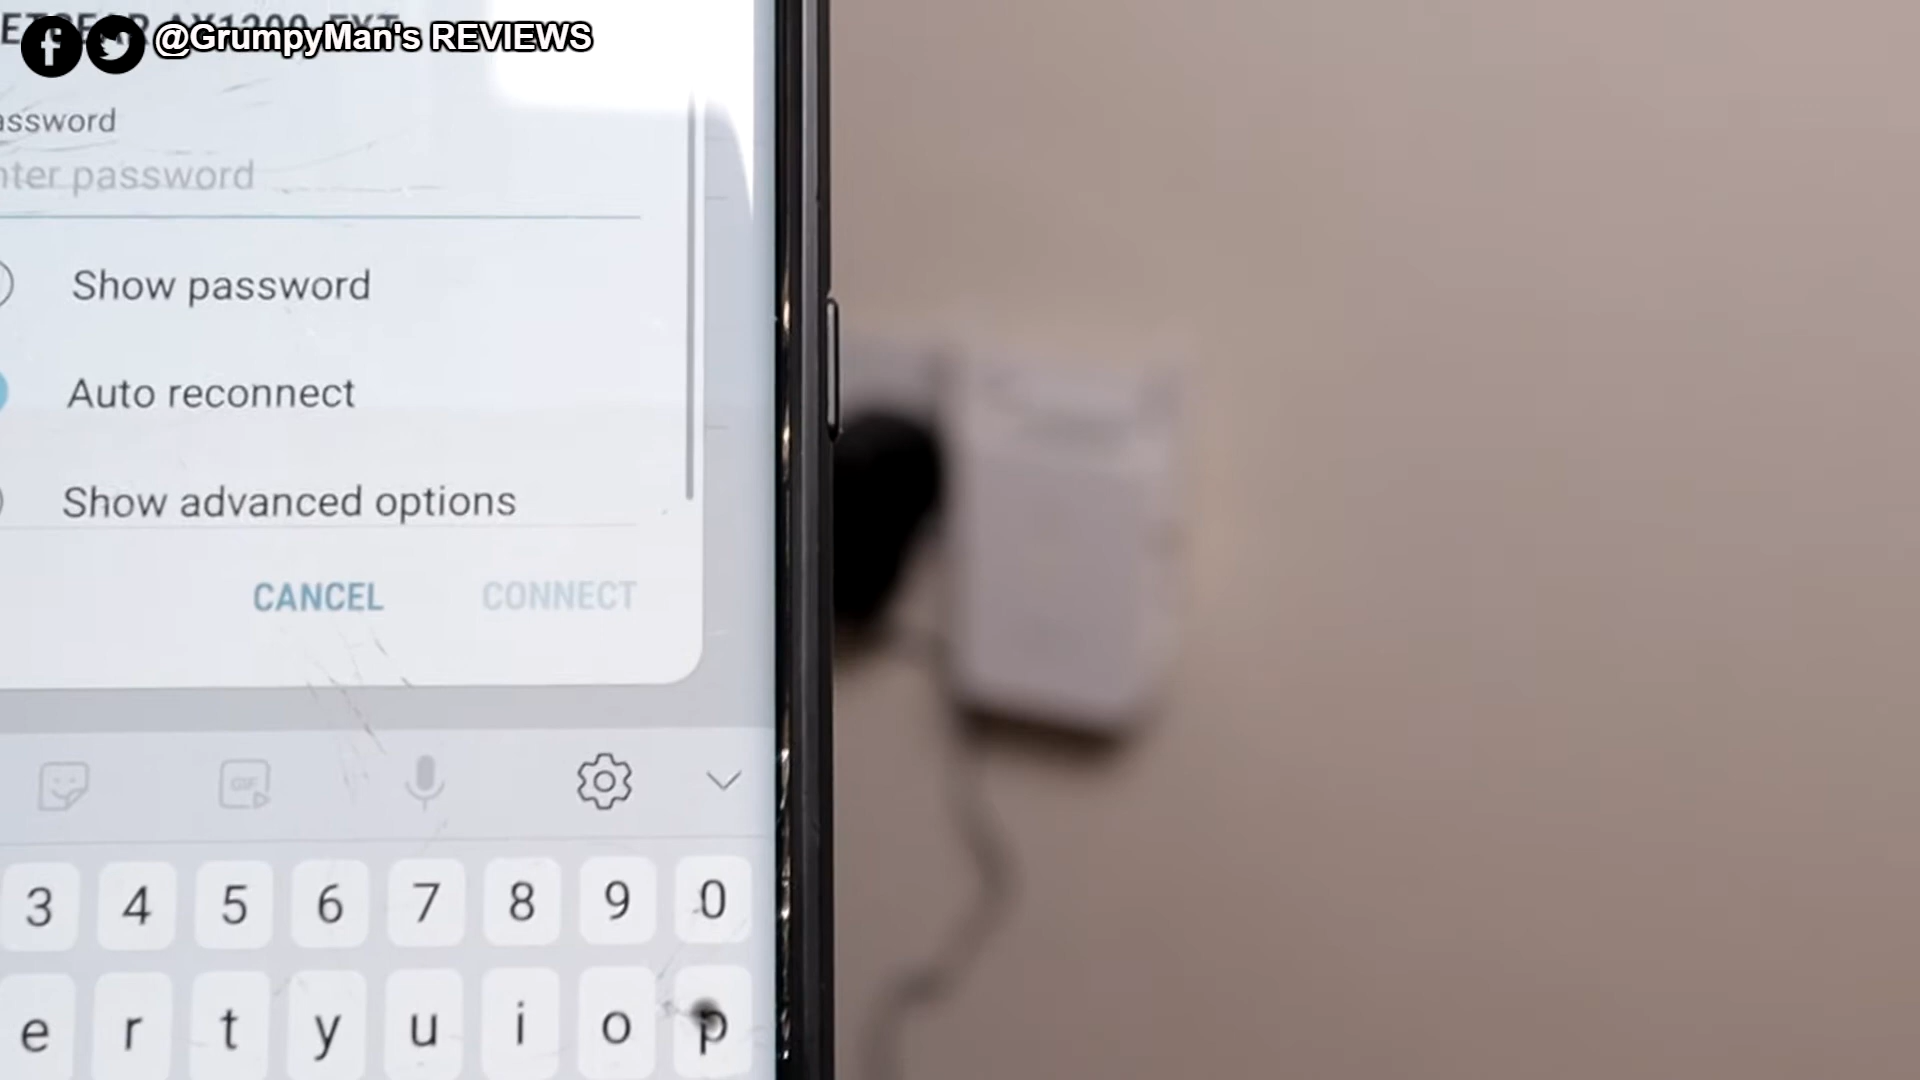 @GrumpyMan's REVIEWS
assword
nter password
Show password
Auto reconnect
Show advanced options
CANCEL CONNECT
GIF
3 4 5 6 7 8 9 0
e r t y u i o p